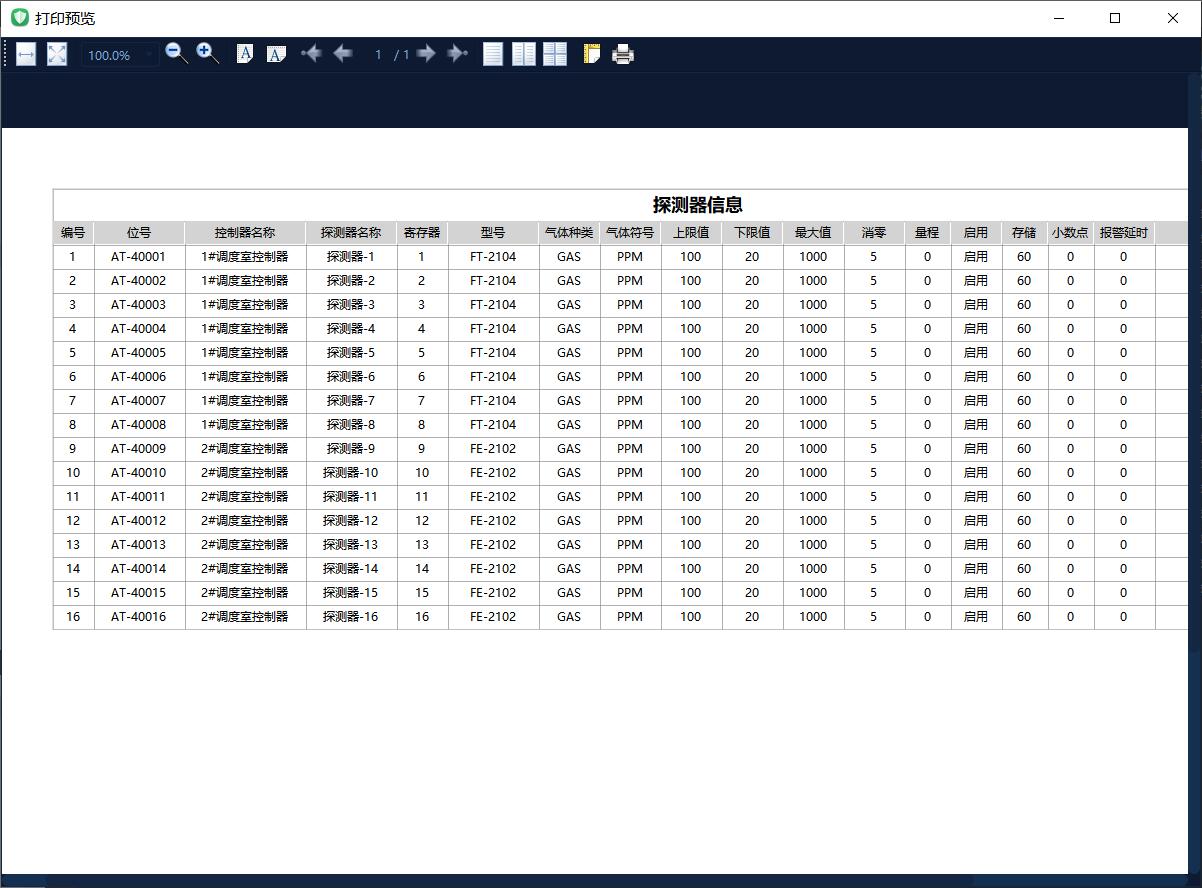 打印预览
100.0% A A 1 / 1
探测器信息
编号 位号 控制器名称 探测器名称 寄存器 型号 气体种类 气体符号 上限值 下限值 最大值 消零 量程 启用 存储 小数点 报警延时
1 AT-40001 1#调度室控制器 探测器-1 1 FT-2104 GAS PPM 100 20 1000 5 0 启用 60 0 0
2 AT-40002 1#调度室控制器 探测器-2 2 FT-2104 GAS PPM 100 20 1000 5 0 启用 60 0 0
3 AT-40003 1#调度室控制器 探测器-3 3 FT-2104 GAS PPM 100 20 1000 5 0 启用 60 0 0
4 AT-40004 1#调度室控制器 探测器-4 4 FT-2104 GAS PPM 100 20 1000 5 0 启用 60 0 0
5 AT-40005 1#调度室控制器 探测器-5 5 FT-2104 GAS PPM 100 20 1000 5 0 启用 60 0 0
6 AT-40006 1#调度室控制器 探测器-6 6 FT-2104 GAS PPM 100 20 1000 5 0 启用 60 0 0
7 AT-40007 1#调度室控制器 探测器-7 7 FT-2104 GAS PPM 100 20 1000 5 0 启用 60 0 0
8 AT-40008 1#调度室控制器 探测器-8 8 FT-2104 GAS PPM 100 20 1000 5 0 启用 60 0 0
9 AT-40009 2#调度室控制器 探测器-9 9 FE-2102 GAS PPM 100 20 1000 5 0 启用 60 0 0
10 AT-40010 2#调度室控制器 探测器-10 10 FE-2102 GAS PPM 100 20 1000 5 0 启用 60 0 0
11 AT-40011 2#调度室控制器 探测器-11 11 FE-2102 GAS PPM 100 20 1000 5 0 启用 60 0 0
12 AT-40012 2#调度室控制器 探测器-12 12 FE-2102 GAS PPM 100 20 1000 5 0 启用 60 0 0
13 AT-40013 2#调度室控制器 探测器-13 13 FE-2102 GAS PPM 100 20 1000 5 0 启用 60 0 0
14 AT-40014 2#调度室控制器 探测器-14 14 FE-2102 GAS PPM 100 20 1000 5 0 启用 60 0 0
15 AT-40015 2#调度室控制器 探测器-15 15 FE-2102 GAS PPM 100 20 1000 5 0 启用 60 0 0
16 AT-40016 2#调度室控制器 探测器-16 16 FE-2102 GAS PPM 100 20 1000 5 0 启用 60 0 0